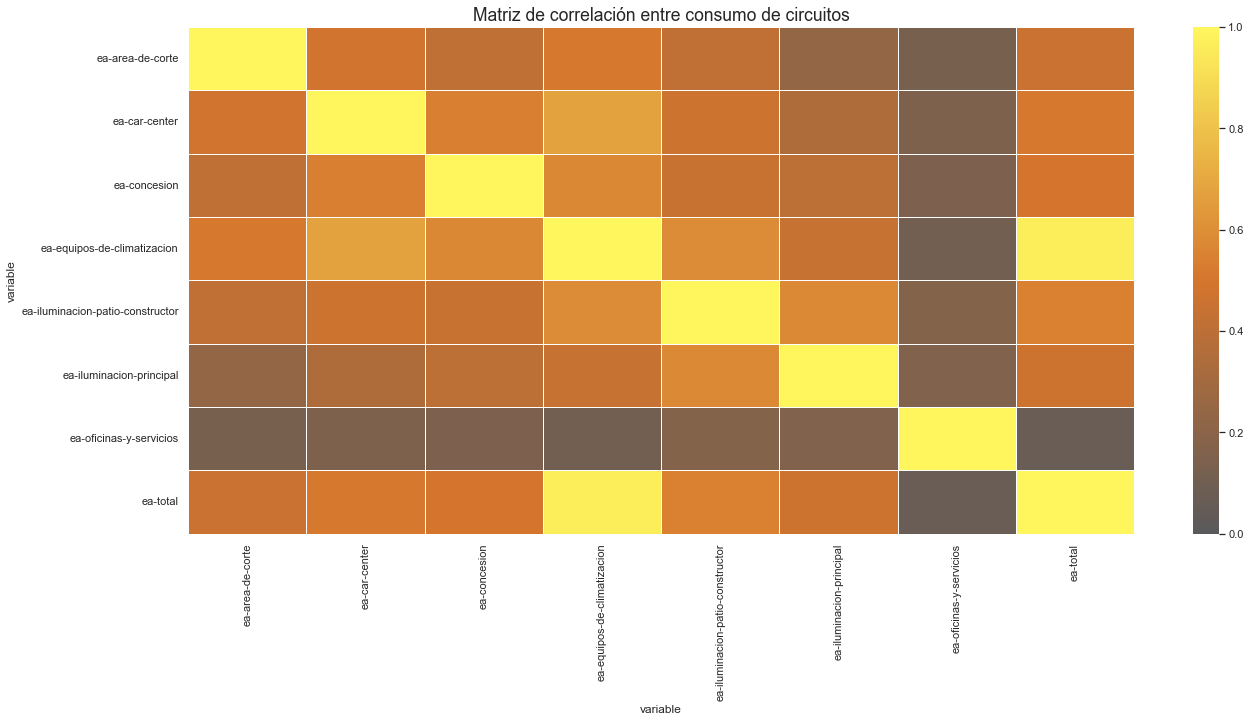 Matriz de correlación entre consumo de circuitos
variable
ea-area-de-corte
ea-car-center
ea-concesion
ea-equipos-de-climatizacion
ea-iluminacion-patio-constructor
ea-iluminacion-principal
ea-oficinas-y-servicios
ea-total
ea-area-de-corte
ea-car-center
ea-concesion
ea-equipos-de-climatizacion
ea-iluminacion-patio-constructor
ea-iluminacion-principal
ea-oficinas-y-servicios
ea-total
variable
1.0
0.8
0.6
0.4
0.2
0.0